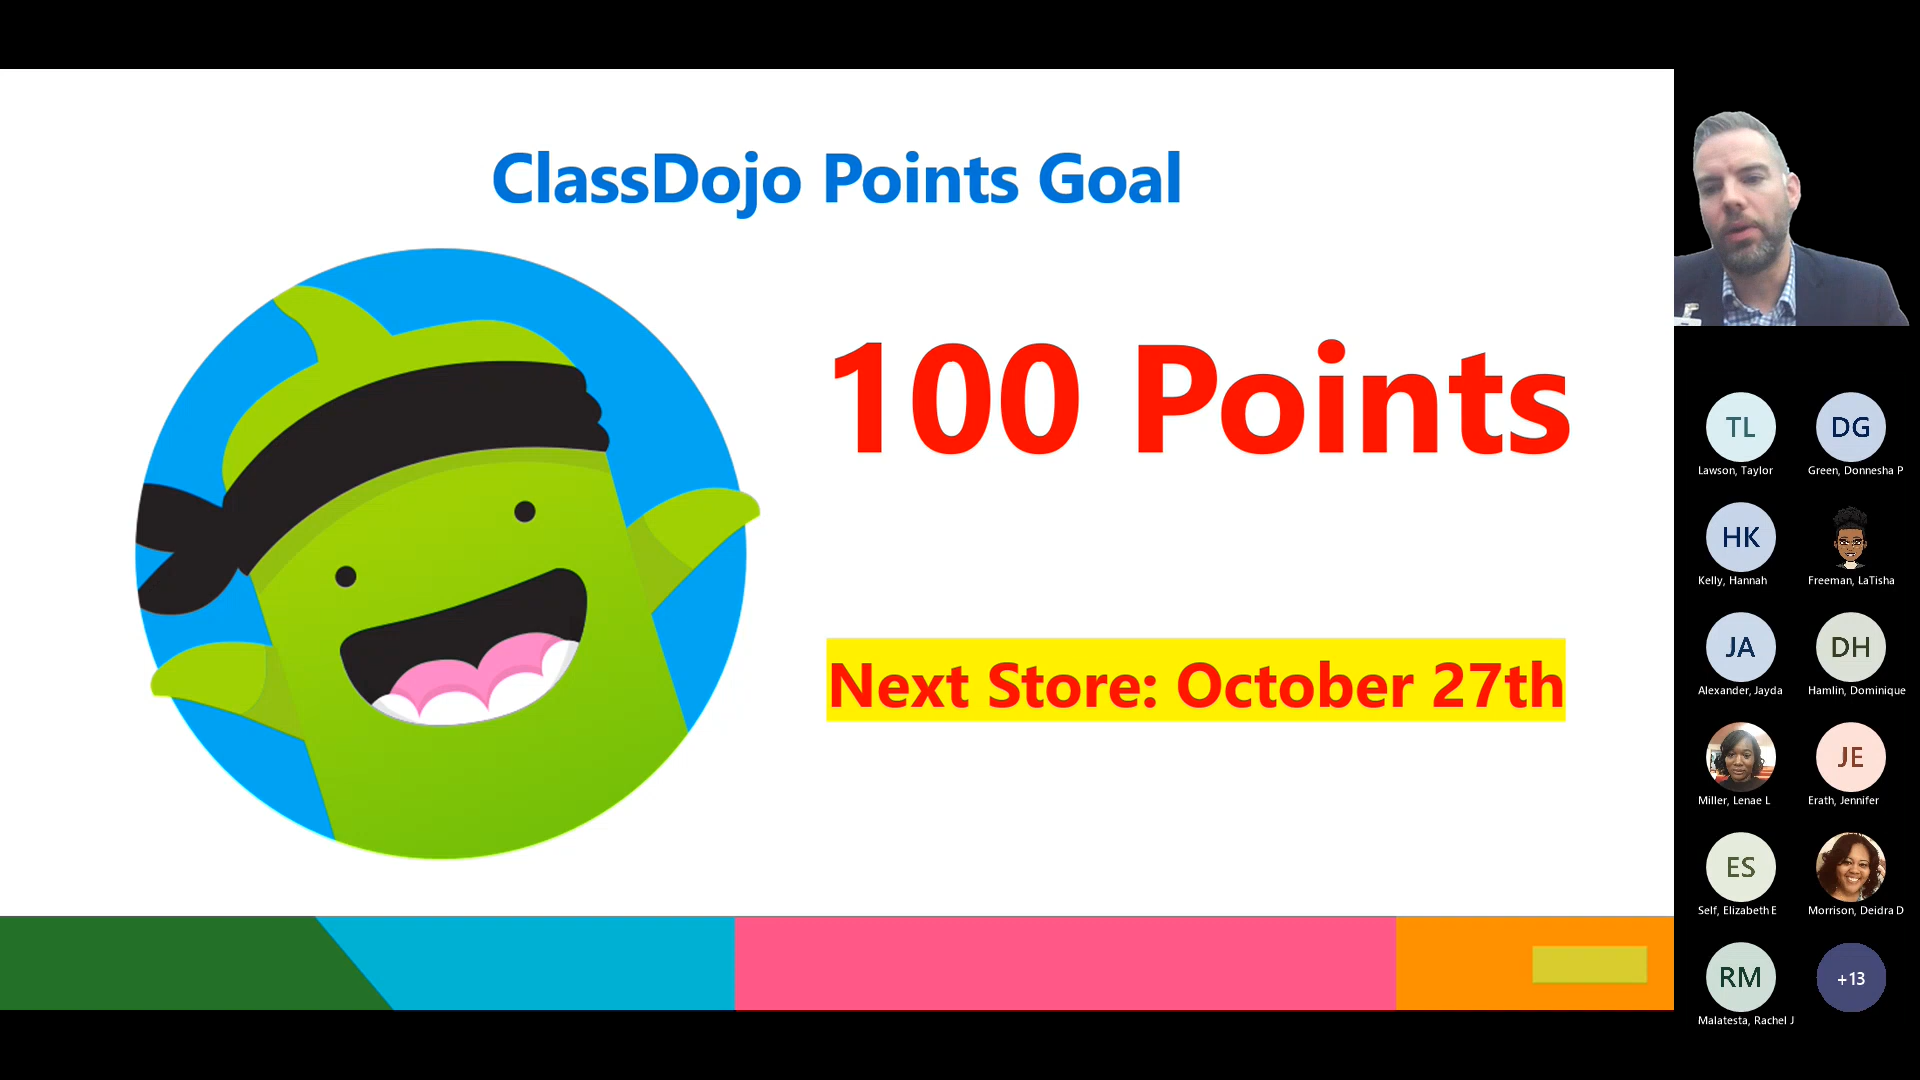 ClassDojo Points Goal
100 Points
Next Store: October 27th
TL
Lawson, Taylor
DG
Green, Donnesha P
HK
Kelly, Hannah
Freeman, LaTisha
JA
Alexander, Jayda
DH
Hamlin, Dominique
Miller, Lenae L
JE
Erath, Jennifer
ES
Self, Elizabeth E
Morrison, Deidra D
RM
Malatesta, Rachel J
+13